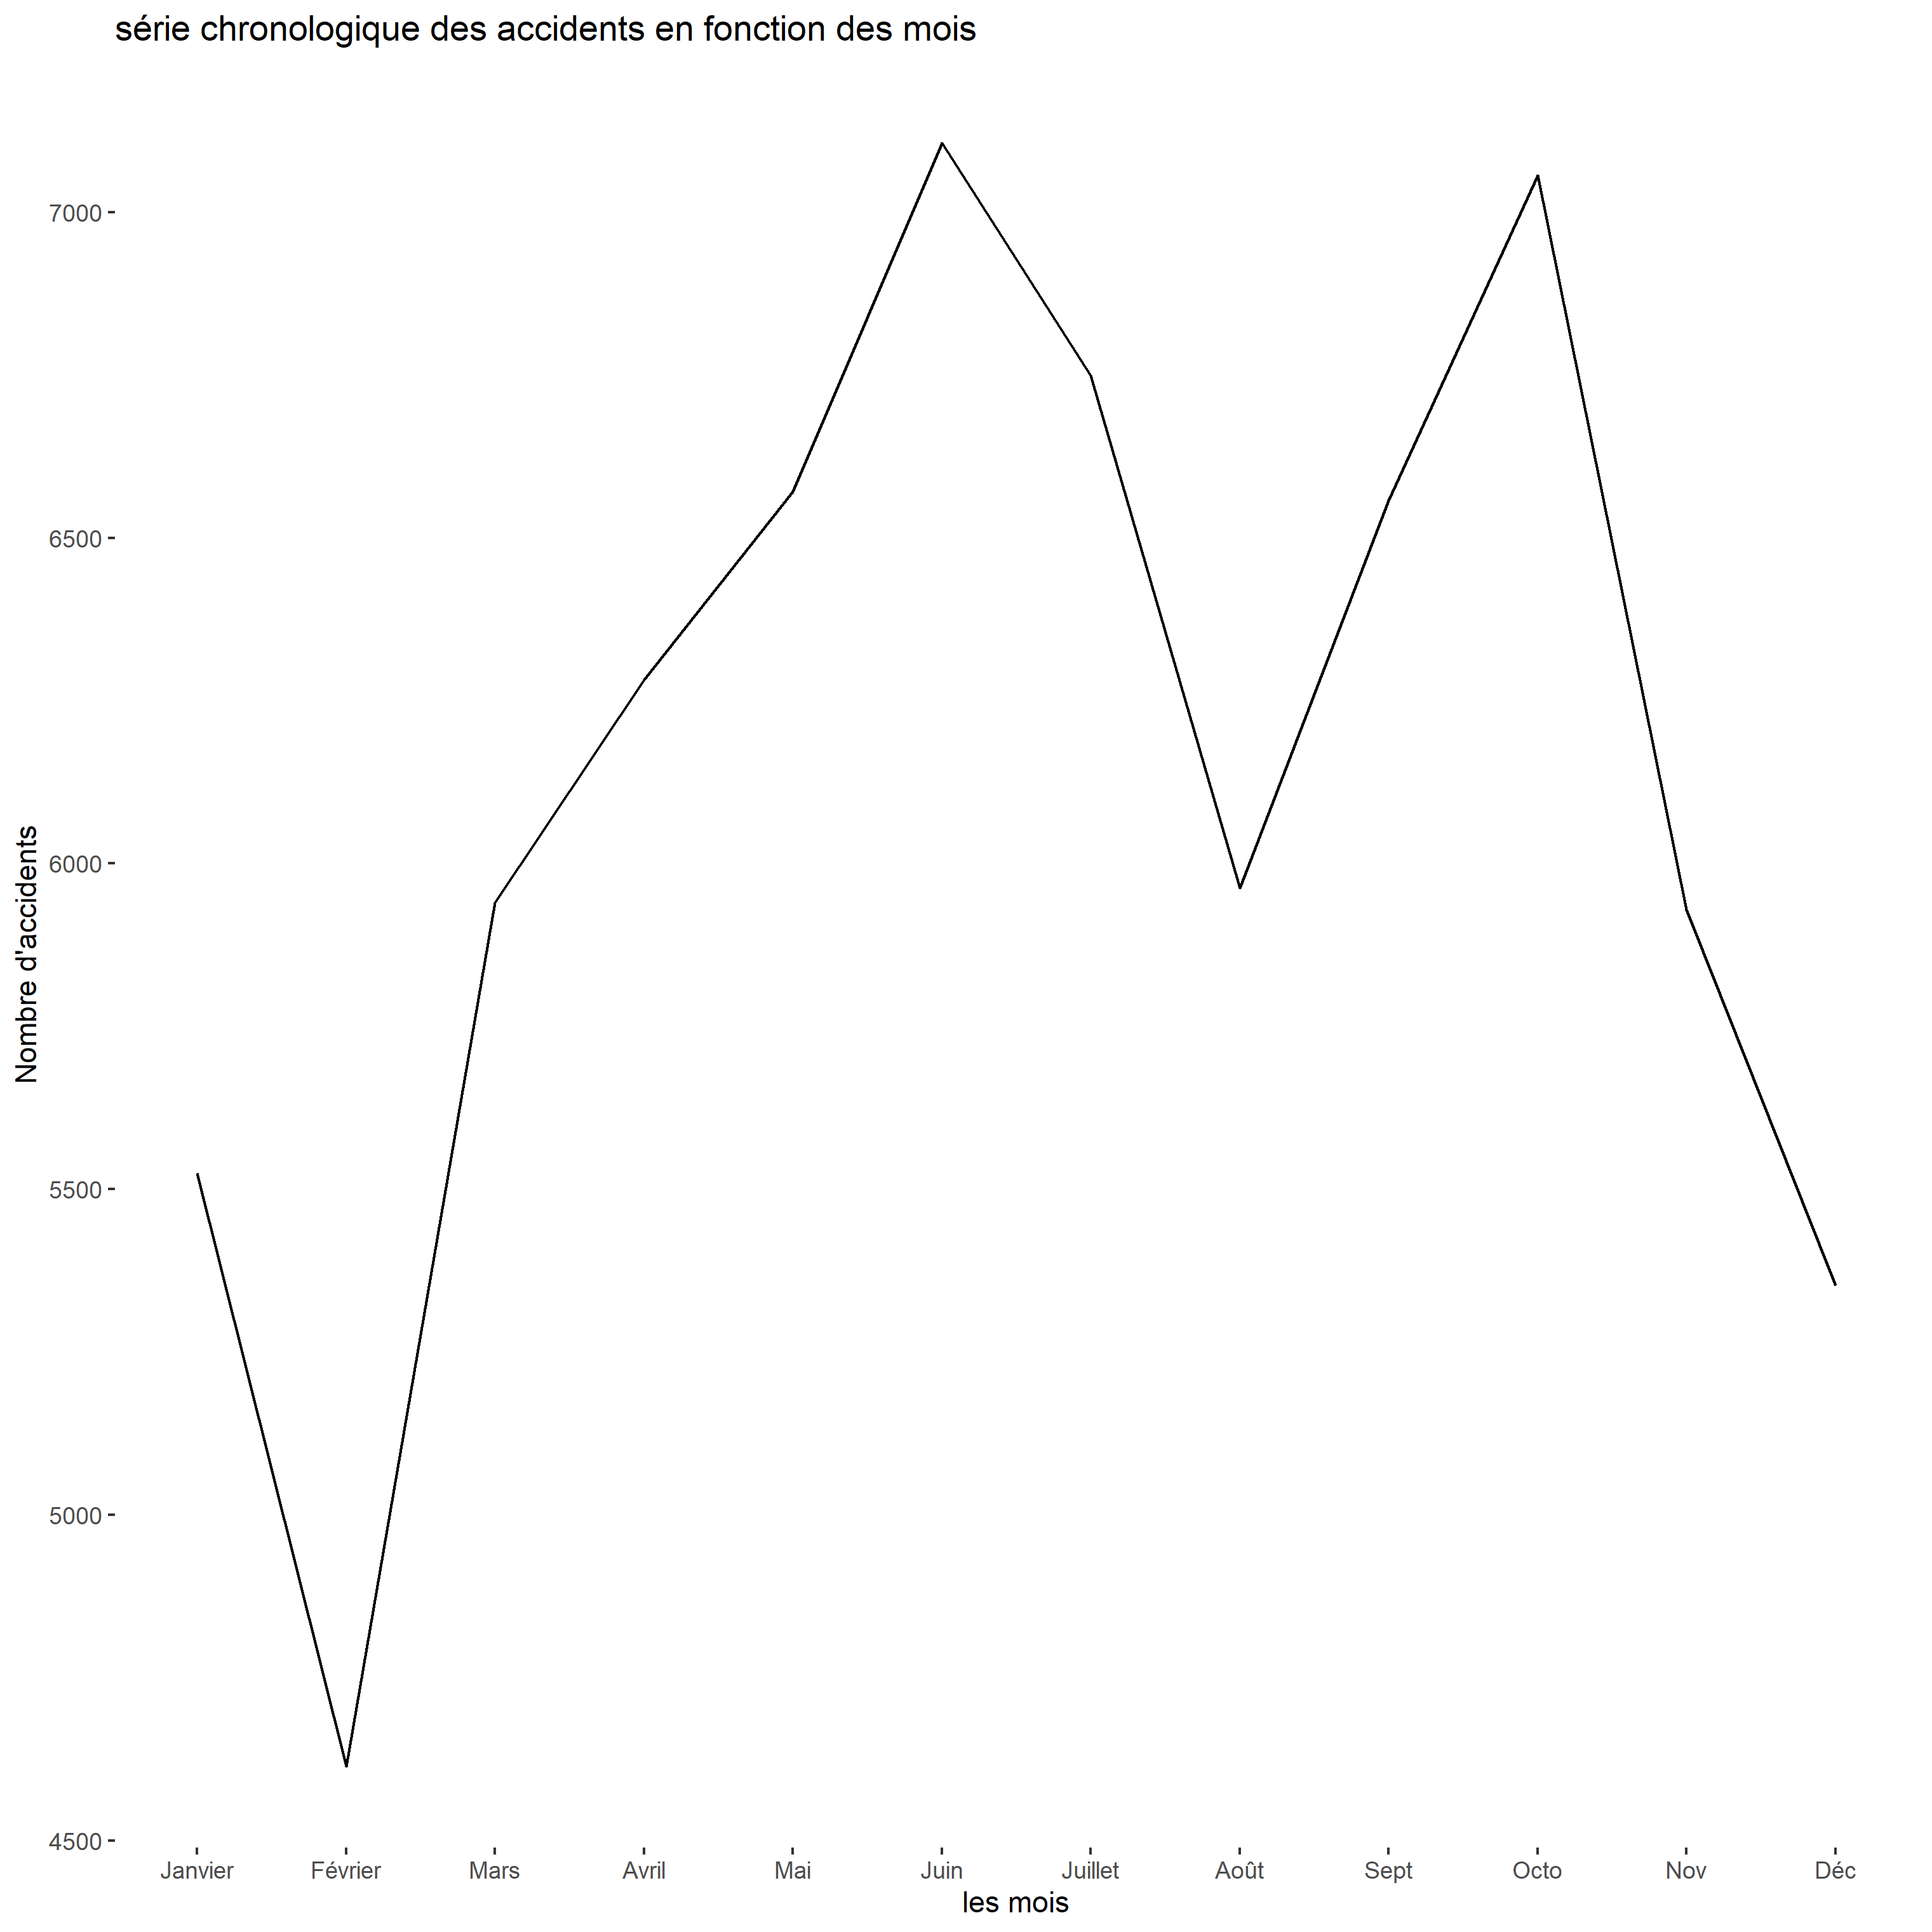 série chronologique des accidents en fonction des mois
Nombre d'accidents
7000
6500
6000
5500
5000
4500
Janvier Février Mars Avril Mai Juin Juillet Août Sept Octo Nov Déc
les mois